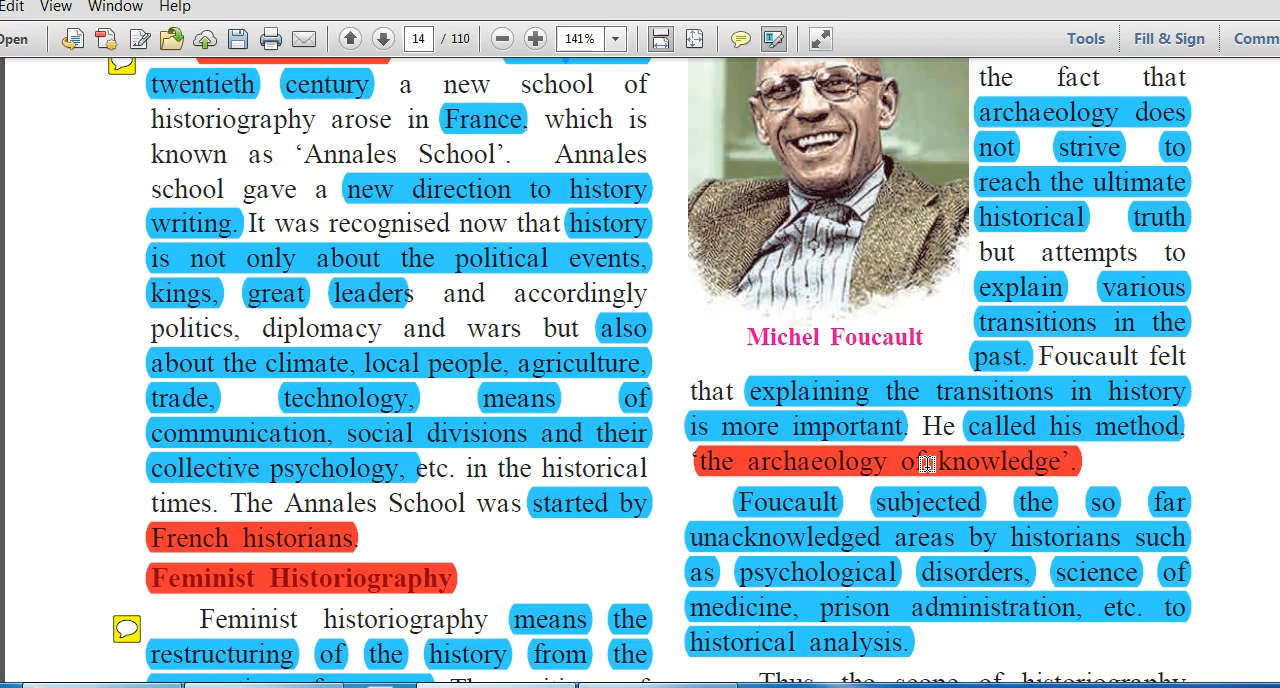 Edit View Window Help
Open 14 / 110 141% Tools Fill & Sign Comm
twentieth century a new school of
historiography arose in France, which is
known as ‘Annales School’. Annales
school gave a new direction to history
writing. It was recognised now that history
is not only about the political events,
kings, great leaders and accordingly
politics, diplomacy and wars but also
about the climate, local people, agriculture,
trade, technology, means of
communication, social divisions and their
collective psychology, etc. in the historical
times. The Annales School was started by
French historians.
Feminist Historiography
Feminist historiography means the
restructuring of the history from the
Michel Foucault
the fact that
archaeology does
not strive to
reach the ultimate
historical truth
but attempts to
explain various
transitions in the
past. Foucault felt
that explaining the transitions in history
is more important. He called his method,
‘the archaeology of knowledge’.
Foucault subjected the so far
unacknowledged areas by historians such
as psychological disorders, science of
medicine, prison administration, etc. to
historical analysis.
Thus, the scope of historiography